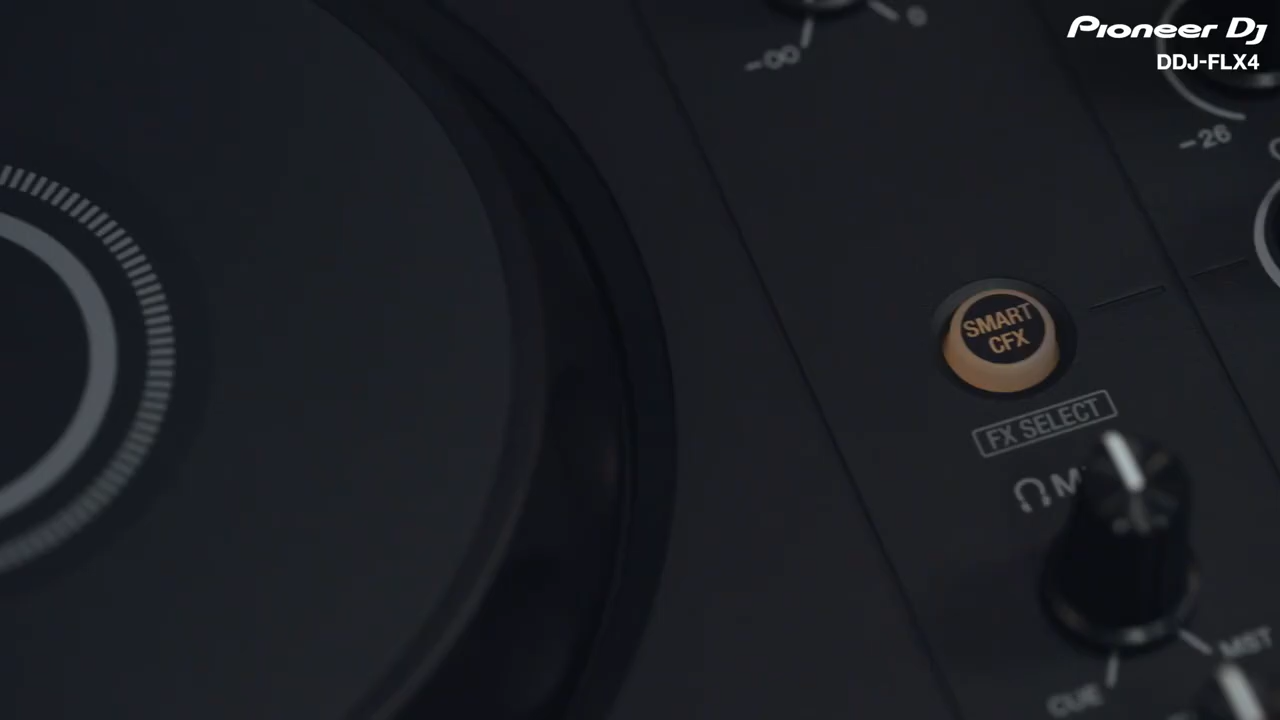 Pioneer Dj
DDJ-FLX4
-∞
-26
SMART
CFX
FX SELECT
CUE
MST